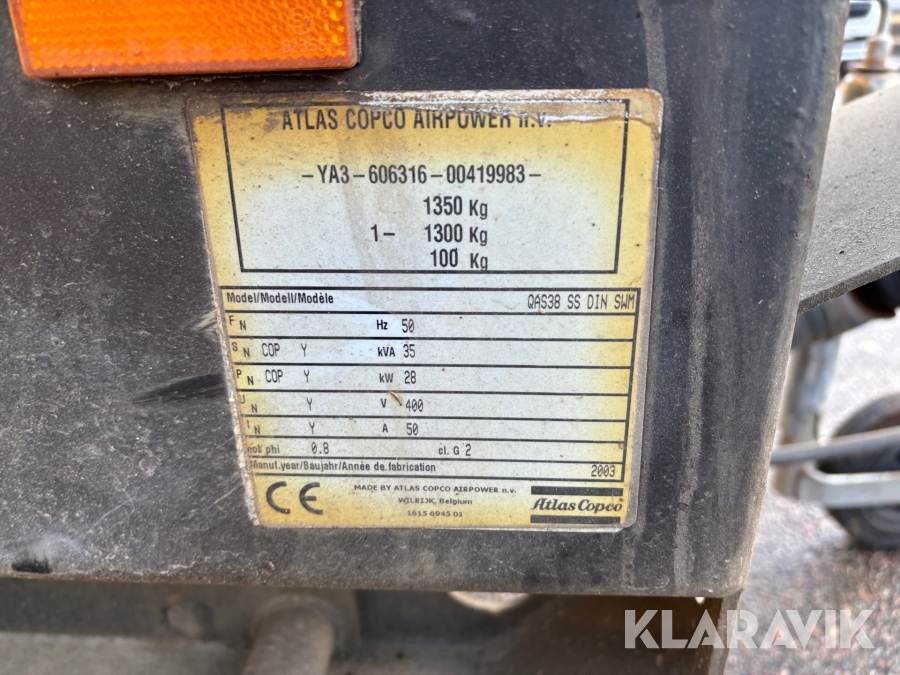 82355
ATLAS COPCO AIRPOWER n.v.
-YA3-606316-00419983-
1350 Kg
1- 1300 Kg
100 Kg
Model/Modell/Modèle QAS38 SS DIN SWM
F N Hz 50
S N COP Y kVA 35
P N COP Y kW 28
U N Y V 400
I N Y A 50
phi 0.8 cl. G 2
Manuf.year/Baujahr/Année de fabrication 2003
CE
MADE BY ATLAS COPCO AIRPOWER n.v.
WILRIJK, Belgium
1615 6945 01
Atlas Copco
KLARAVIK